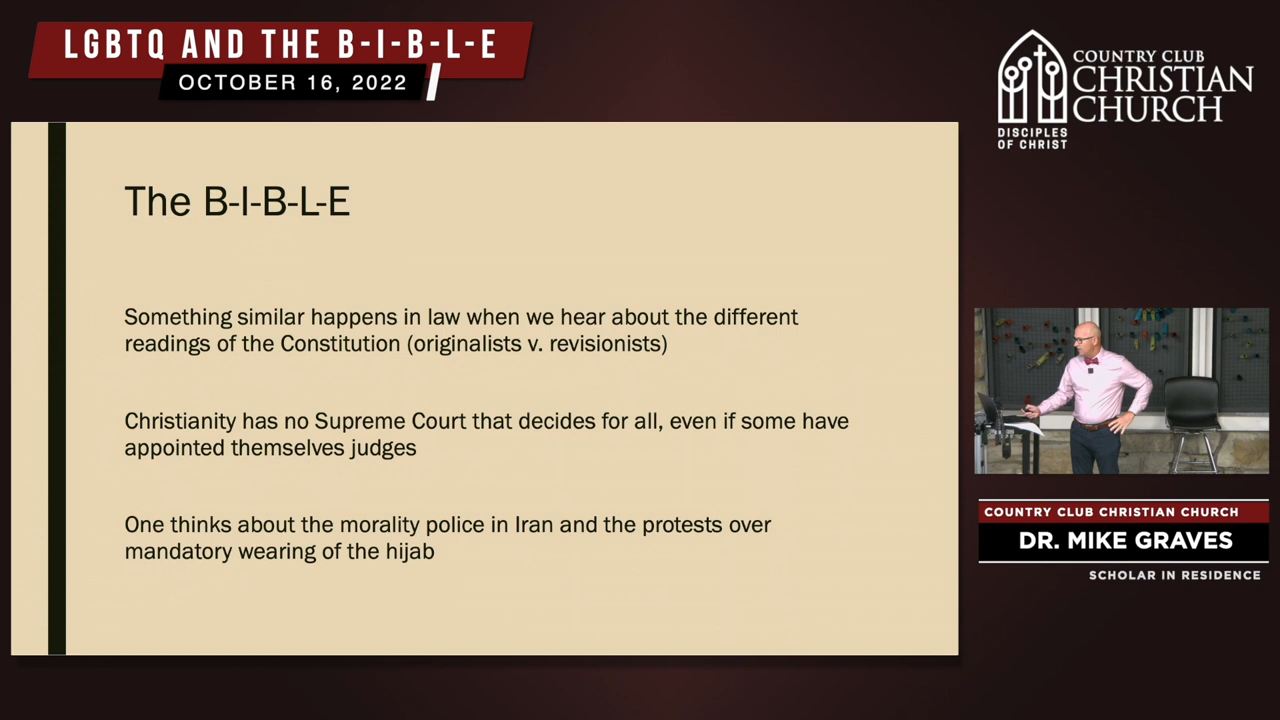 LGBTQ AND THE B-I-B-L-E
OCTOBER 16, 2022
COUNTRY CLUB
CHRISTIAN
CHURCH
DISCIPLES
OF CHRIST
The B-I-B-L-E
Something similar happens in law when we hear about the different
readings of the Constitution (originalists v. revisionists)
Christianity has no Supreme Court that decides for all, even if some have
appointed themselves judges
One thinks about the morality police in Iran and the protests over
mandatory wearing of the hijab
COUNTRY CLUB CHRISTIAN CHURCH
DR. MIKE GRAVES
SCHOLAR IN RESIDENCE